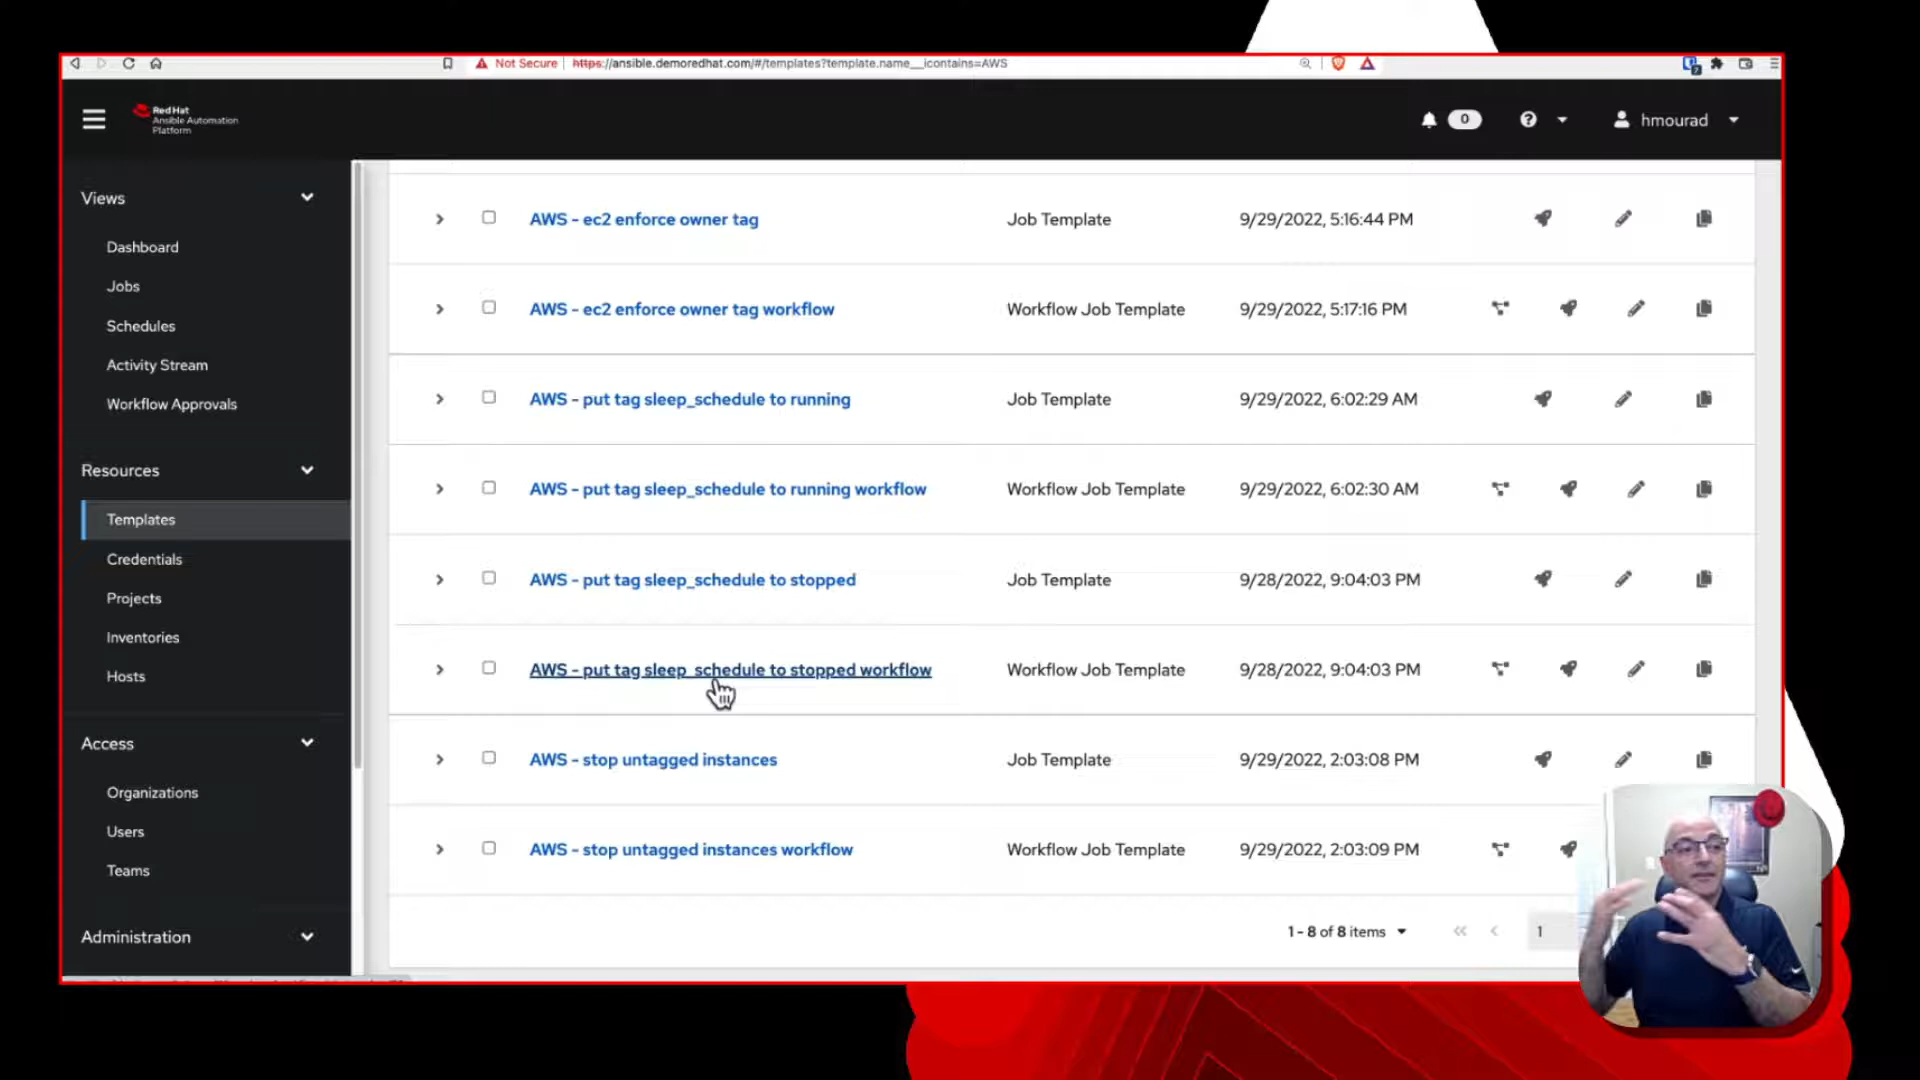 Not Secure https://ansible.demoredhat.com/#/templates?template.name__icontains=AWS
Red Hat
Ansible Automation
Platform
0
hmourad
Views
Dashboard
Jobs
Schedules
Activity Stream
Workflow Approvals
Resources
Templates
Credentials
Projects
Inventories
Hosts
Access
Organizations
Users
Teams
Administration
AWS - ec2 enforce owner tag Job Template 9/29/2022, 5:16:44 PM
AWS - ec2 enforce owner tag workflow Workflow Job Template 9/29/2022, 5:17:16 PM
AWS - put tag sleep_schedule to running Job Template 9/29/2022, 6:02:29 AM
AWS - put tag sleep_schedule to running workflow Workflow Job Template 9/29/2022, 6:02:30 AM
AWS - put tag sleep_schedule to stopped Job Template 9/28/2022, 9:04:03 PM
AWS - put tag sleep_schedule to stopped workflow Workflow Job Template 9/28/2022, 9:04:03 PM
AWS - stop untagged instances Job Template 9/29/2022, 2:03:08 PM
AWS - stop untagged instances workflow Workflow Job Template 9/29/2022, 2:03:09 PM
1 - 8 of 8 items
1